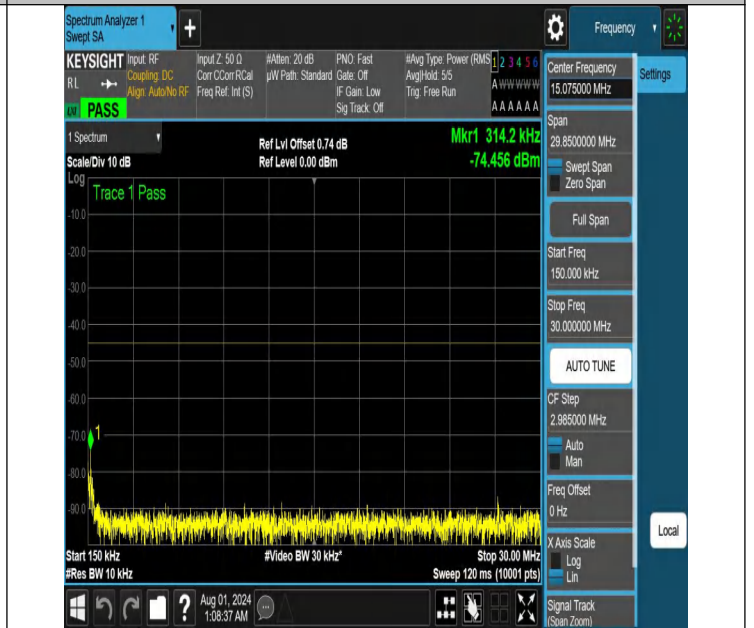 Spectrum Analyzer 1
Swept SA
+
Frequency
KEYSIGHT
RL
PASS
Input: RF
Coupling: DC
Align: Auto/No RF
Input Z: 50 Ω
Corr CCorr RCal
Freq Ref: Int (S)
#Atten: 20 dB
µW Path: Standard
PNO: Fast
Gate: Off
IF Gain: Low
Sig Track: Off
#Avg Type: Power (RMS
Avg|Hold: 5/5
Trig: Free Run
1 2 3 4 5 6
A W W W W W
A A A A A A
1 Spectrum
Scale/Div 10 dB
Ref Lvl Offset 0.74 dB
Ref Level 0.00 dBm
Mkr1 314.2 kHz
-74.456 dBm
Log
Trace 1 Pass
-10.0
-20.0
-30.0
-40.0
-50.0
-60.0
-70.0
1
-80.0
-90.0
Start 150 kHz
#Res BW 10 kHz
#Video BW 30 kHz*
Stop 30.00 MHz
Sweep 120 ms (10001 pts)
Aug 01, 2024
1:08:37 AM
?
Center Frequency
15.075000 MHz
Settings
Span
29.8500000 MHz
Swept Span
Zero Span
Full Span
Start Freq
150.000 kHz
Stop Freq
30.000000 MHz
AUTO TUNE
CF Step
2.985000 MHz
Auto
Man
Freq Offset
0 Hz
Local
X Axis Scale
Log
Lin
Signal Track
(Span Zoom)